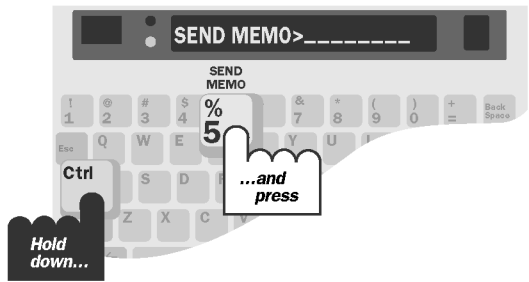 SEND MEMO>________
SEND
MEMO
! @ # $ % & * ( ) +
1 2 3 4 5 7 8 9 0 = Back Space
Esc Q W E Y U
Ctrl S D
Z X C
...and
press
Hold
down...